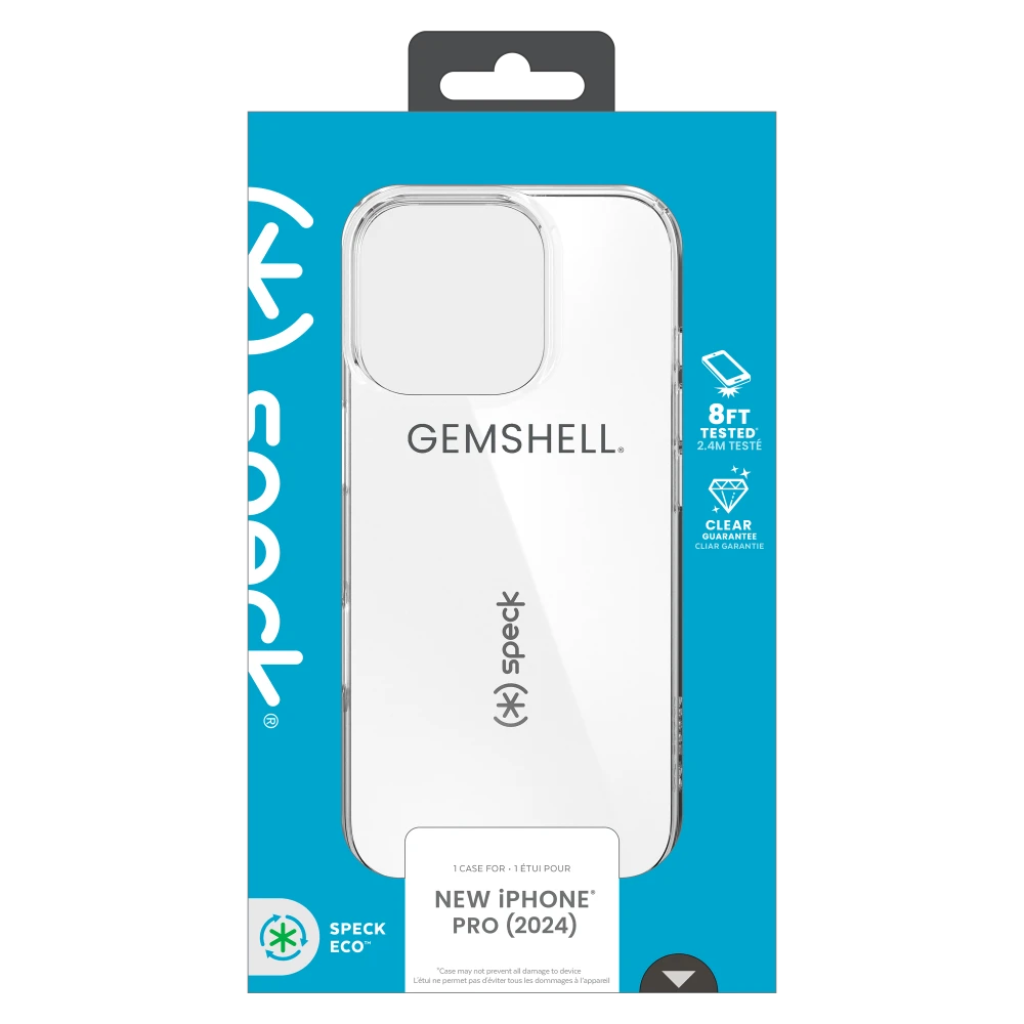 speck®
GEMSHELL®
speck
8FT
TESTED*
2.4M TESTÉ
CLEAR
GUARANTEE
CLIAR GARANTIE
1 CASE FOR • 1 ÉTUI POUR
NEW iPHONE®
PRO (2024)
*Case may not prevent all damage to device
L'étui ne permet pas d'éviter tous les dommages à l'appareil
SPECK
ECO™